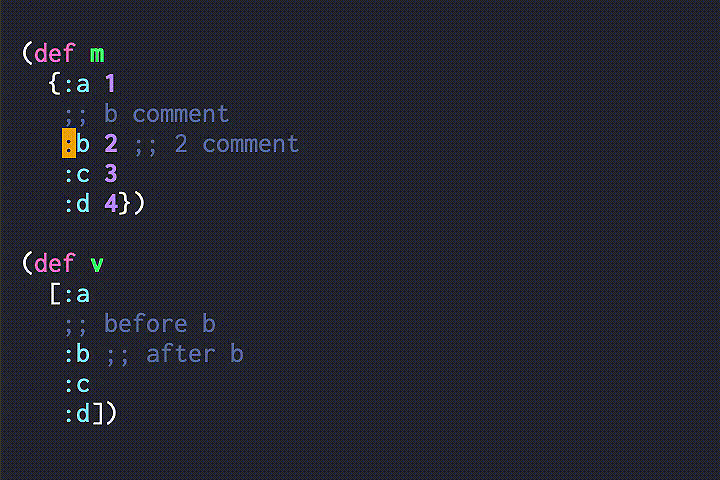 (def m
  {:a 1
   ;; b comment
   :b 2 ;; 2 comment
   :c 3
   :d 4})

(def v
  [:a
   ;; before b
   :b ;; after b
   :c
   :d])